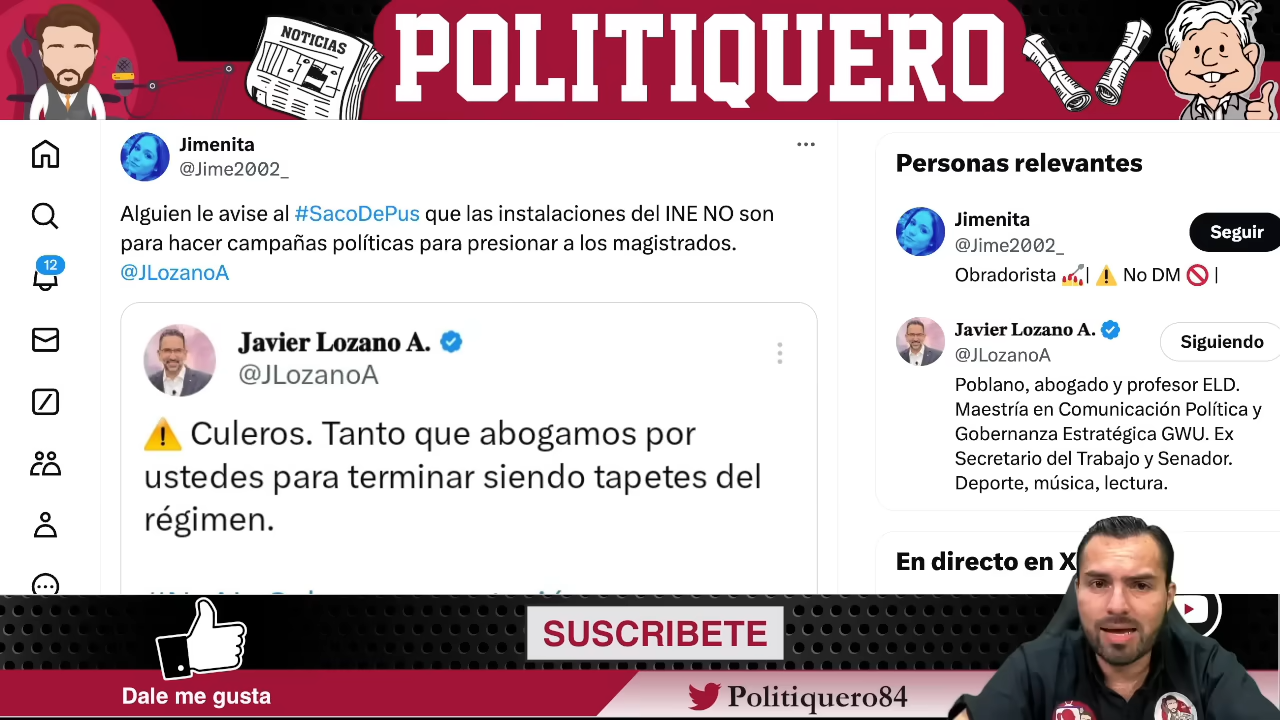 NOTICIAS
POLITIQUERO
Jimenita
@Jime2002_
Alguien le avise al #SacoDePus que las instalaciones del INE NO son
para hacer campañas políticas para presionar a los magistrados.
@JLozanoA
Javier Lozano A.
@JLozanoA
⚠️ Culeros. Tanto que abogamos por
ustedes para terminar siendo tapetes del
régimen.
12
Personas relevantes
Jimenita
@Jime2002_
Seguir
Obradorista | ⚠️ No DM 🚫 |
Javier Lozano A.
@JLozanoA
Siguiendo
Poblano, abogado y profesor ELD.
Maestría en Comunicación Política y
Gobernanza Estratégica GWU. Ex
Secretario del Trabajo y Senador.
Deporte, música, lectura.
En directo en X
SUSCRIBETE
Dale me gusta
Politiquero84